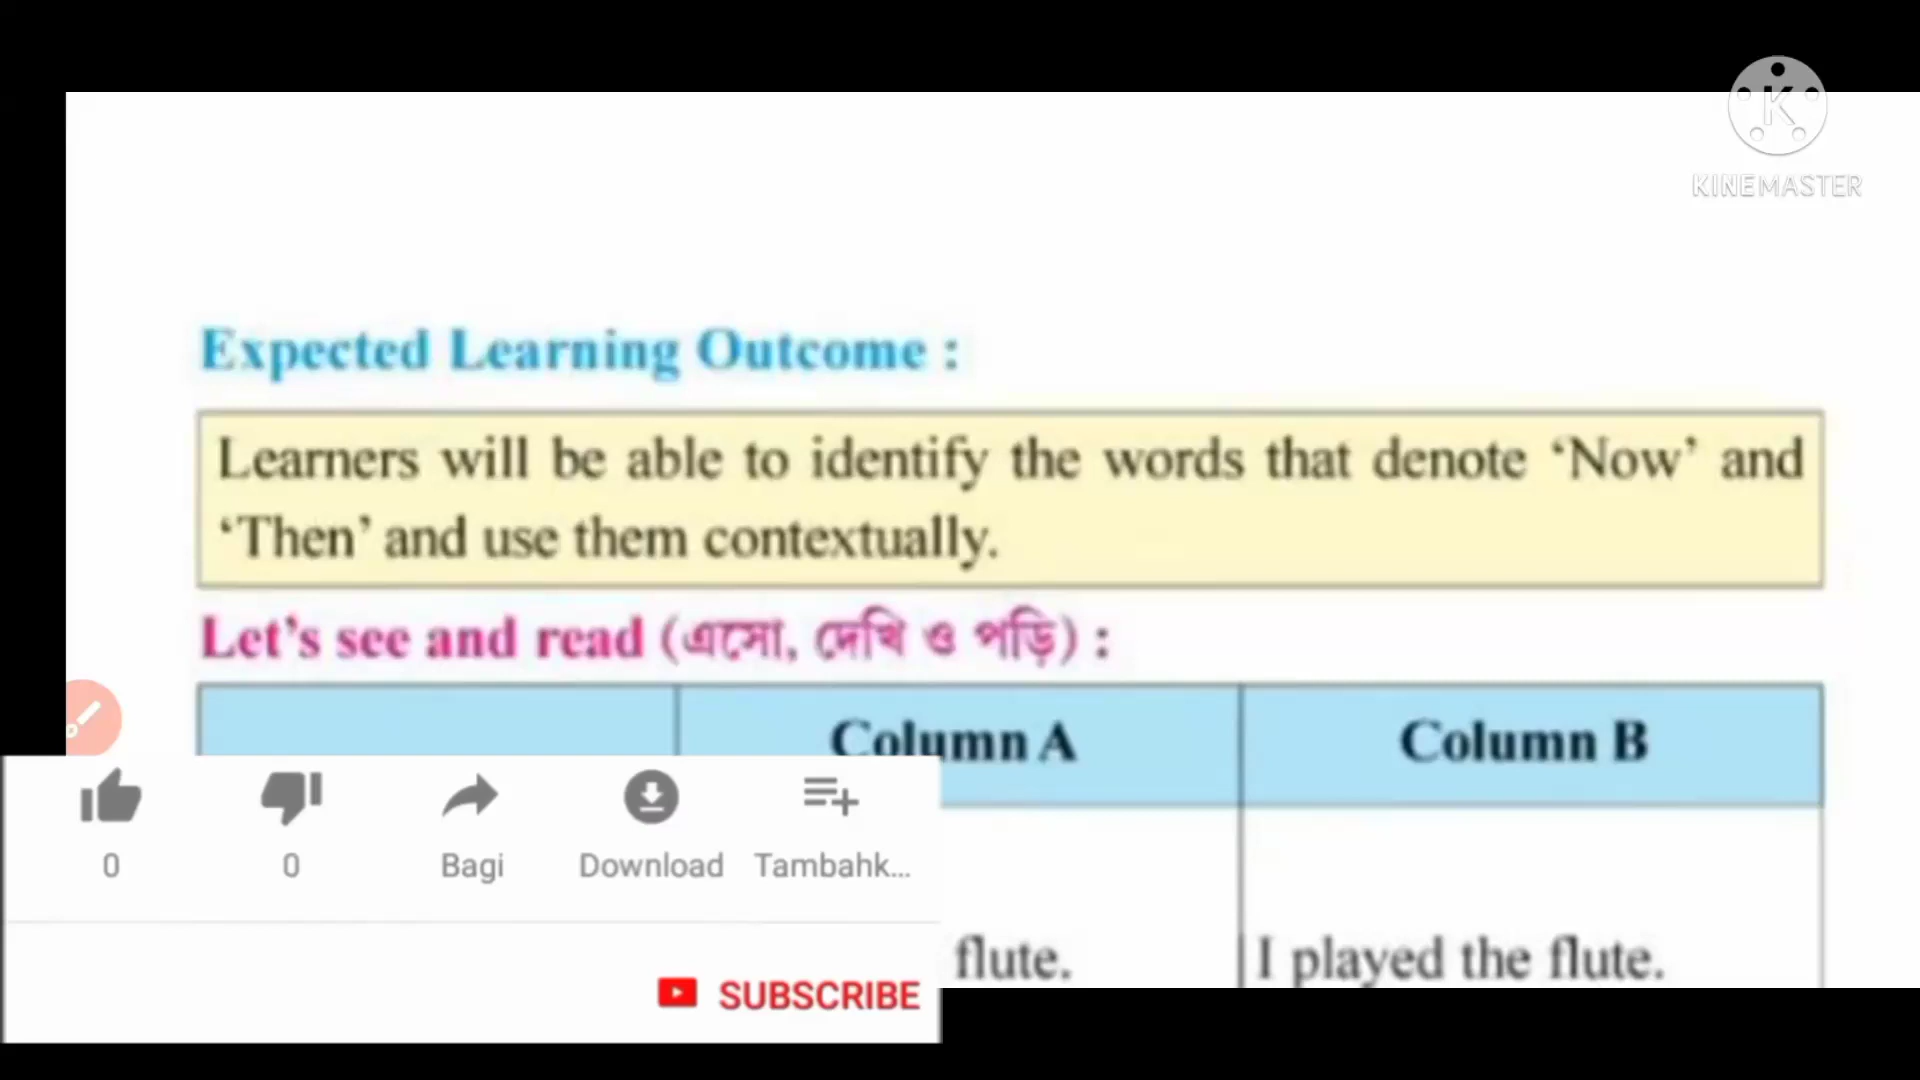 KINEMASTER
Expected Learning Outcome :
Learners will be able to identify the words that denote ‘Now’ and
‘Then’ and use them contextually.
Let’s see and read (এসো, দেখি ও পড়ি) :
Column A Column B
flute. I played the flute.
0 0 Bagi Download Tambahk...
SUBSCRIBE